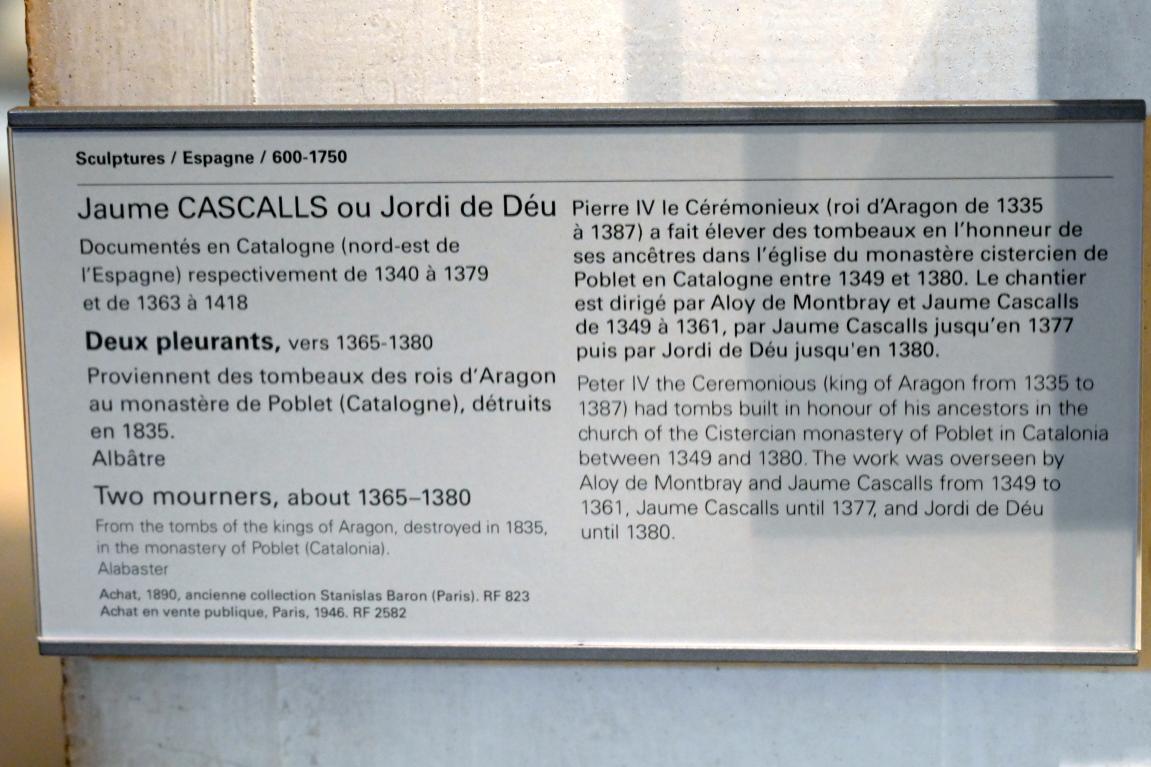 Sculptures / Espagne / 600-1750
Jaume CASCALLS ou Jordi de Déu
Documentés en Catalogne (nord-est de
l'Espagne) respectivement de 1340 à 1379
et de 1363 à 1418
Deux pleurants, vers 1365-1380
Proviennent des tombeaux des rois d'Aragon
au monastère de Poblet (Catalogne), détruits
en 1835.
Albâtre
Two mourners, about 1365–1380
From the tombs of the kings of Aragon, destroyed in 1835,
in the monastery of Poblet (Catalonia).
Alabaster
Achat, 1890, ancienne collection Stanislas Baron (Paris). RF 823
Achat en vente publique, Paris, 1946. RF 2582
Pierre IV le Cérémonieux (roi d'Aragon de 1335
à 1387) a fait élever des tombeaux en l'honneur de
ses ancêtres dans l'église du monastère cistercien de
Poblet en Catalogne entre 1349 et 1380. Le chantier
est dirigé par Aloy de Montbray et Jaume Cascalls
de 1349 à 1361, par Jaume Cascalls jusqu'en 1377
puis par Jordi de Déu jusqu'en 1380.
Peter IV the Ceremonious (king of Aragon from 1335 to
1387) had tombs built in honour of his ancestors in the
church of the Cistercian monastery of Poblet in Catalonia
between 1349 and 1380. The work was overseen by
Aloy de Montbray and Jaume Cascalls from 1349 to
1361, Jaume Cascalls until 1377, and Jordi de Déu
until 1380.